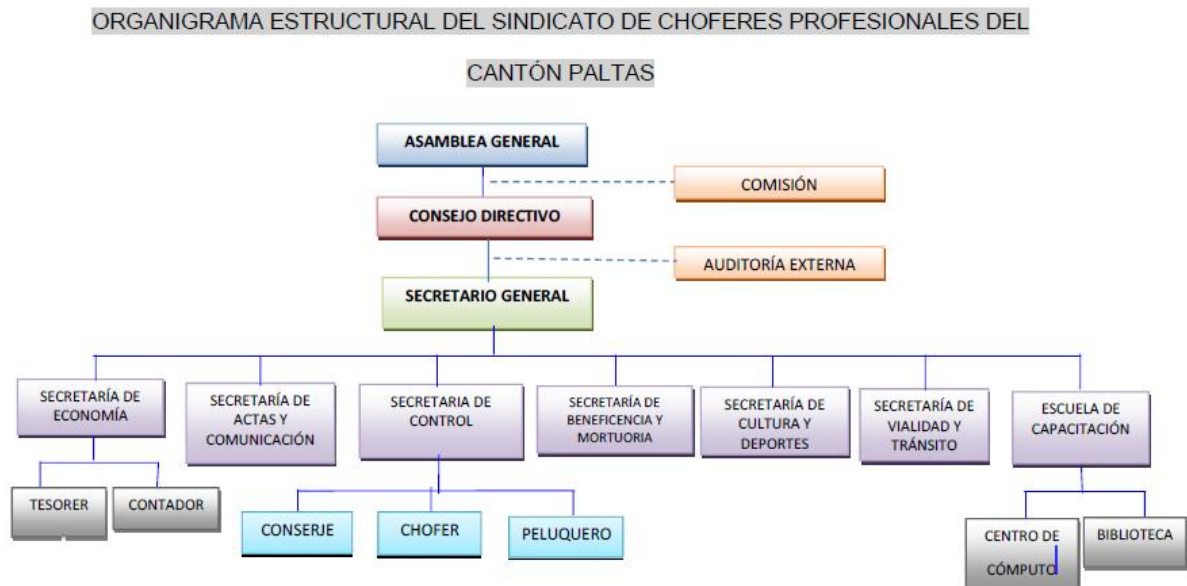 ORGANIGRAMA ESTRUCTURAL DEL SINDICATO DE CHOFERES PROFESIONALES DEL
CANTÓN PALTAS
ASAMBLEA GENERAL
COMISIÓN
CONSEJO DIRECTIVO
AUDITORÍA EXTERNA
SECRETARIO GENERAL
SECRETARÍA DE
ECONOMÍA
SECRETARÍA DE
ACTAS Y
COMUNICACIÓN
SECRETARIA DE
CONTROL
SECRETARÍA DE
BENEFICENCIA Y
MORTUORIA
SECRETARÍA DE
CULTURA Y
DEPORTES
SECRETARÍA DE
VIALIDAD Y
TRÁNSITO
ESCUELA DE
CAPACITACIÓN
TESORER
CONTADOR
CONSERJE
CHOFER
PELUQUERO
CENTRO DE
CÓMPUTO
BIBLIOTECA